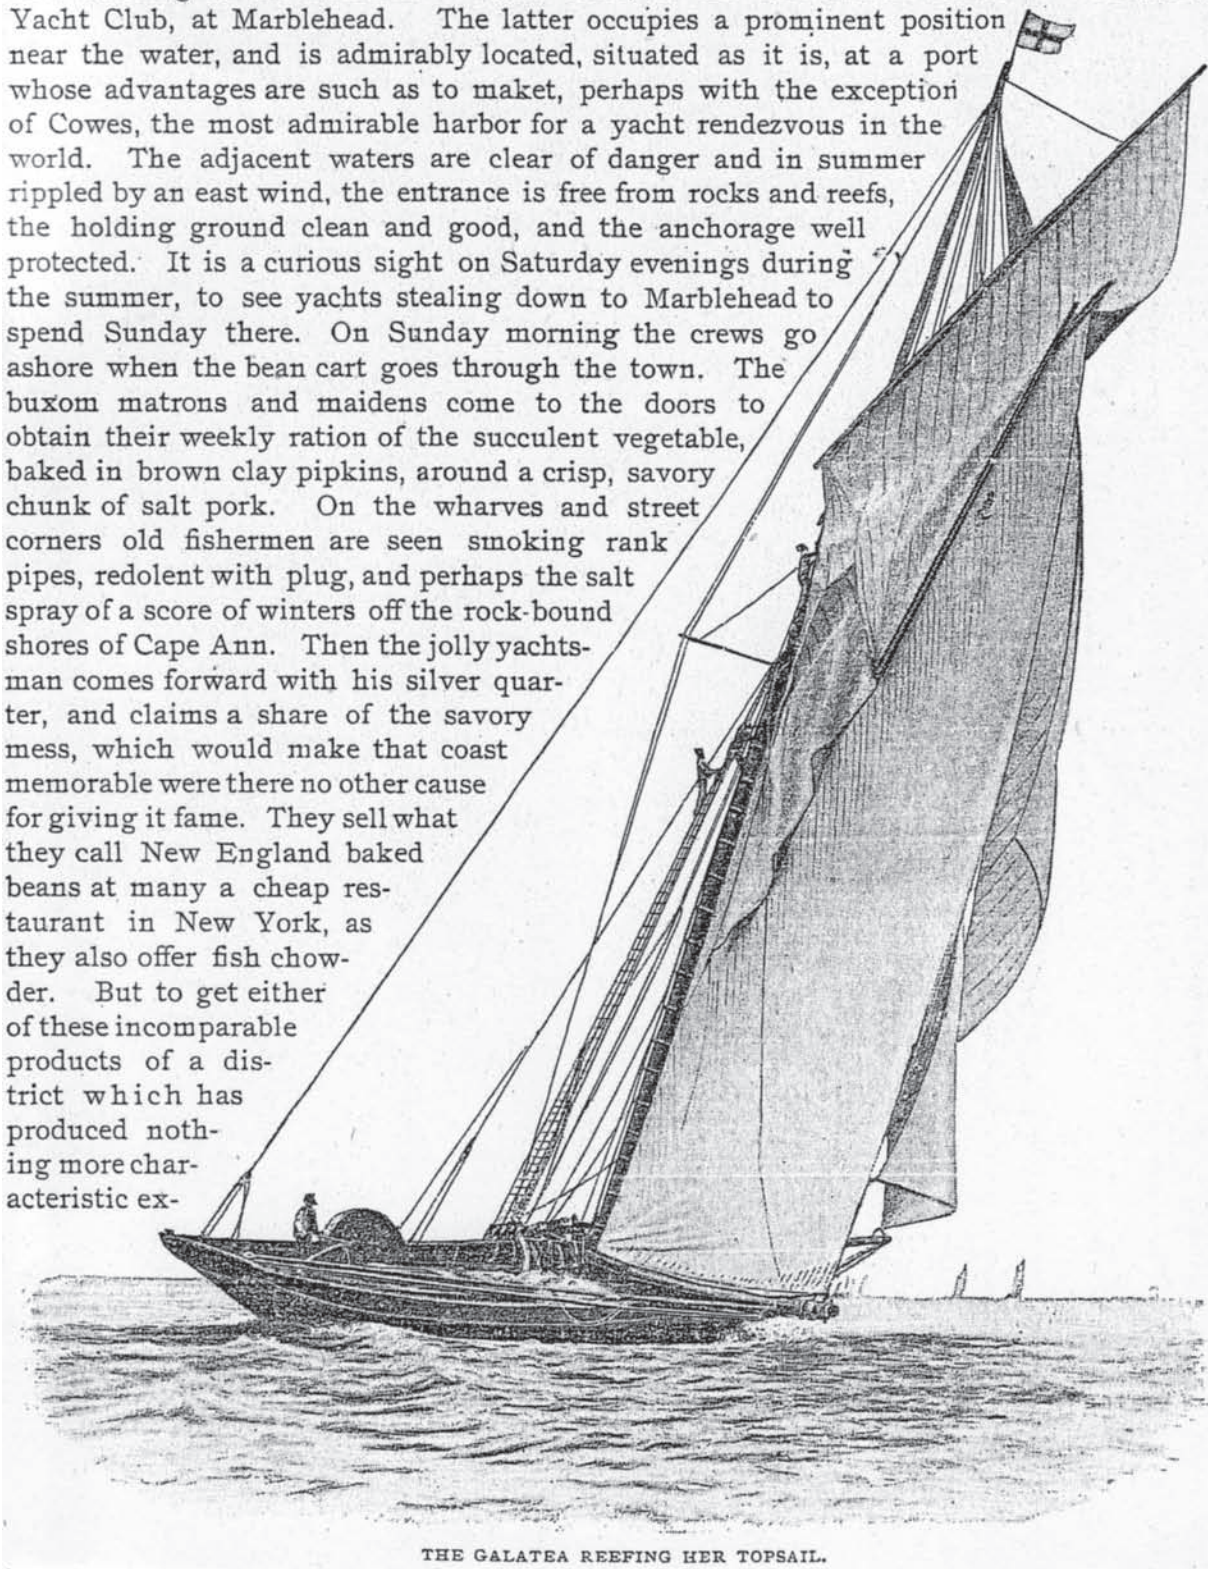 Yacht Club, at Marblehead. The latter occupies a prominent position
near the water, and is admirably located, situated as it is, at a port
whose advantages are such as to maket, perhaps with the exception
of Cowes, the most admirable harbor for a yacht rendezvous in the
world. The adjacent waters are clear of danger and in summer
rippled by an east wind, the entrance is free from rocks and reefs,
the holding ground clean and good, and the anchorage well
protected. It is a curious sight on Saturday evenings during
the summer, to see yachts stealing down to Marblehead to
spend Sunday there. On Sunday morning the crews go
ashore when the bean cart goes through the town. The
buxom matrons and maidens come to the doors to
obtain their weekly ration of the succulent vegetable,
baked in brown clay pipkins, around a crisp, savory
chunk of salt pork. On the wharves and street
corners old fishermen are seen smoking rank
pipes, redolent with plug, and perhaps the salt
spray of a score of winters off the rock-bound
shores of Cape Ann. Then the jolly yachts-
man comes forward with his silver quar-
ter, and claims a share of the savory
mess, which would make that coast
memorable were there no other cause
for giving it fame. They sell what
they call New England baked
beans at many a cheap res-
taurant in New York, as
they also offer fish chow-
der. But to get either
of these incomparable
products of a dis-
trict which has
produced noth-
ing more char-
acteristic ex-
THE GALATEA REEFING HER TOPSAIL.